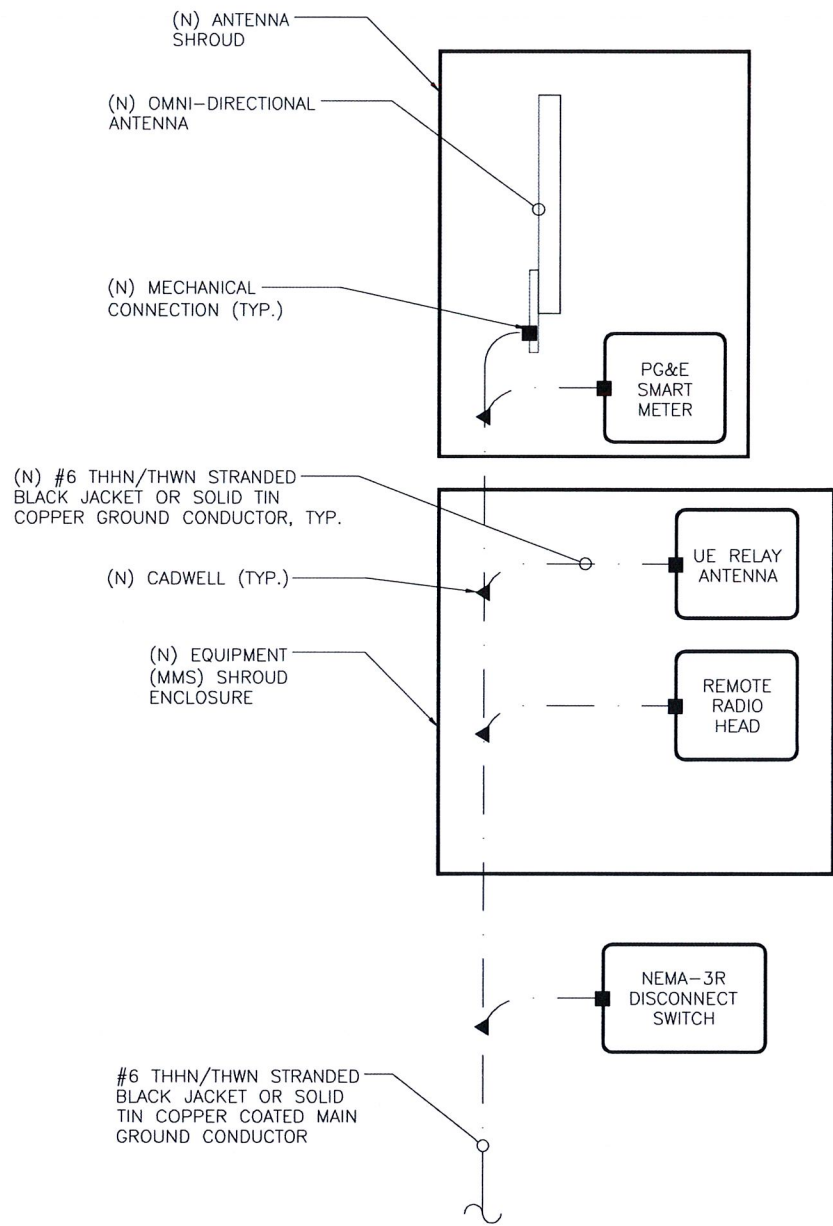 (N) ANTENNA
SHROUD
(N) OMNI-DIRECTIONAL
ANTENNA
(N) MECHANICAL
CONNECTION (TYP.)
PG&E
SMART
METER
(N) #6 THHN/THWN STRANDED
BLACK JACKET OR SOLID TIN
COPPER GROUND CONDUCTOR, TYP.
UE RELAY
ANTENNA
(N) CADWELL (TYP.)
(N) EQUIPMENT
(MMS) SHROUD
ENCLOSURE
REMOTE
RADIO
HEAD
NEMA-3R
DISCONNECT
SWITCH
#6 THHN/THWN STRANDED
BLACK JACKET OR SOLID
TIN COPPER COATED MAIN
GROUND CONDUCTOR